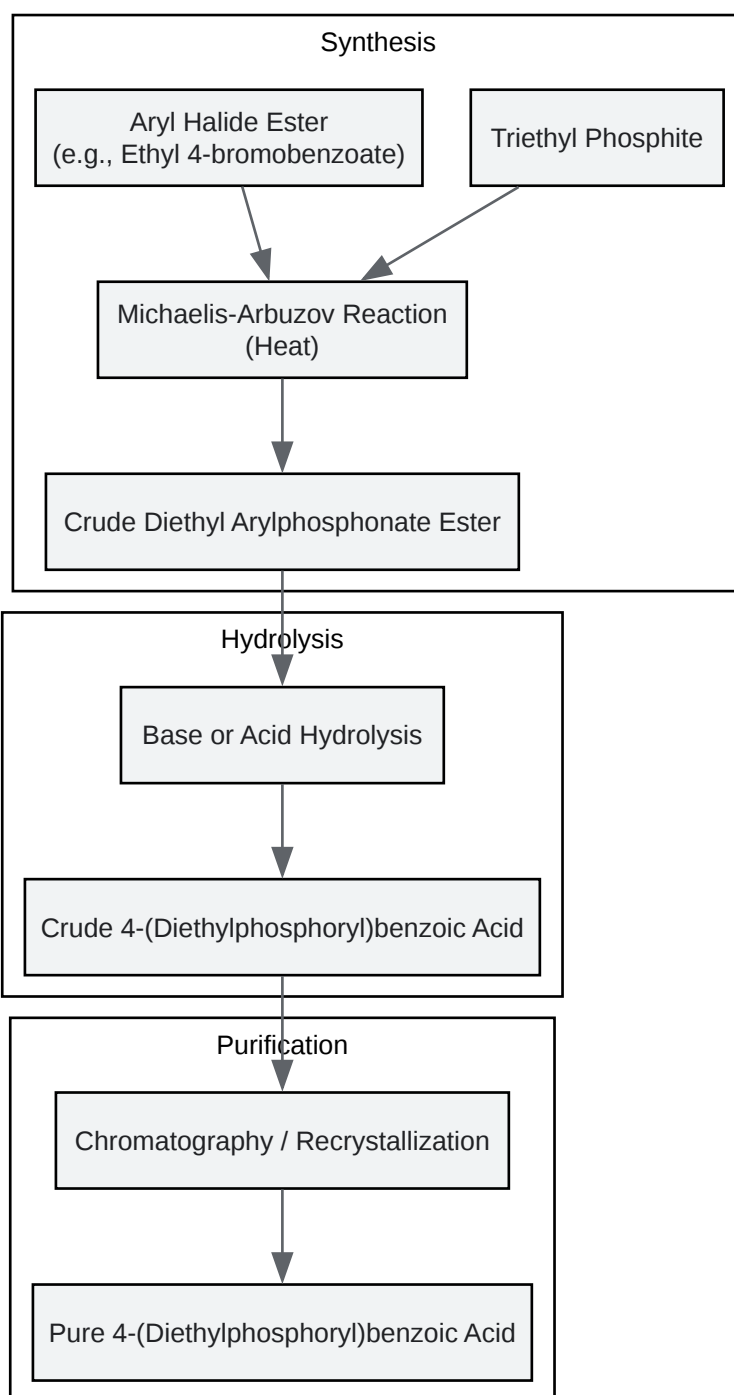 Synthesis
Aryl Halide Ester
(e.g., Ethyl 4-bromobenzoate)
Triethyl Phosphite
Michaelis-Arbuzov Reaction
(Heat)
Crude Diethyl Arylphosphonate Ester
Hydrolysis
Base or Acid Hydrolysis
Crude 4-(Diethylphosphoryl)benzoic Acid
Purification
Chromatography / Recrystallization
Pure 4-(Diethylphosphoryl)benzoic Acid